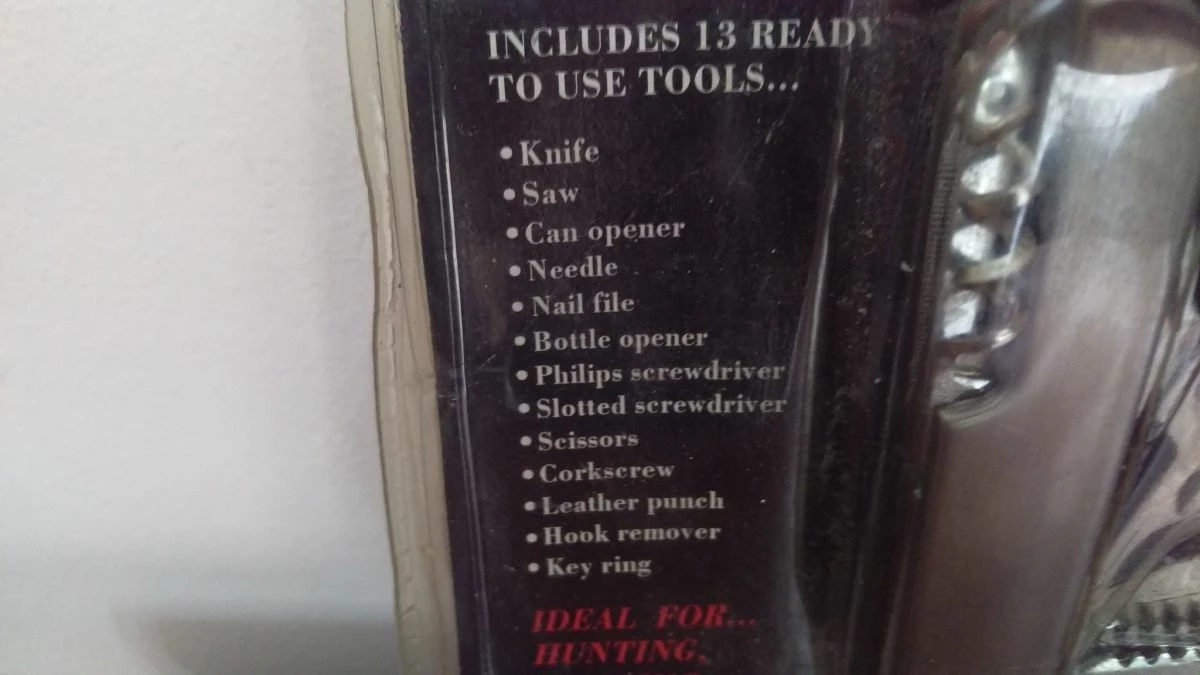 INCLUDES 13 READY
TO USE TOOLS...
• Knife
• Saw
• Can opener
• Needle
• Nail file
• Bottle opener
• Philips screwdriver
• Slotted screwdriver
• Scissors
• Corkscrew
• Leather punch
• Hook remover
• Key ring
IDEAL FOR...
HUNTING,